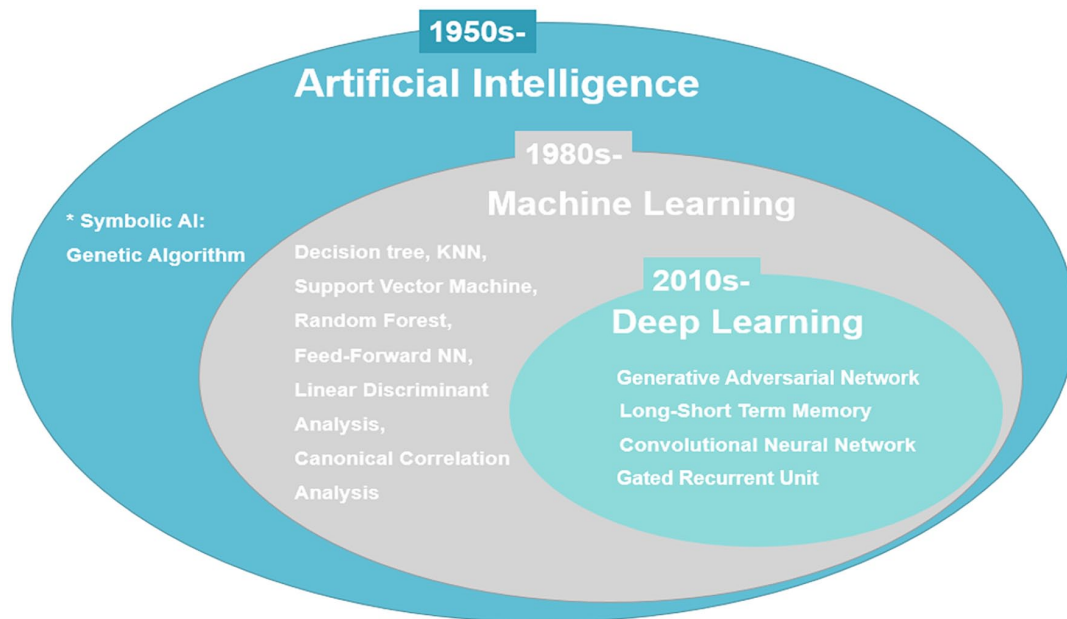 1950s-
Artificial Intelligence
1980s-
Machine Learning
* Symbolic AI:
Genetic Algorithm
Decision tree, KNN,
Support Vector Machine,
Random Forest,
Feed-Forward NN,
Linear Discriminant
Analysis,
Canonical Correlation
Analysis
2010s-
Deep Learning
Generative Adversarial Network
Long-Short Term Memory
Convolutional Neural Network
Gated Recurrent Unit